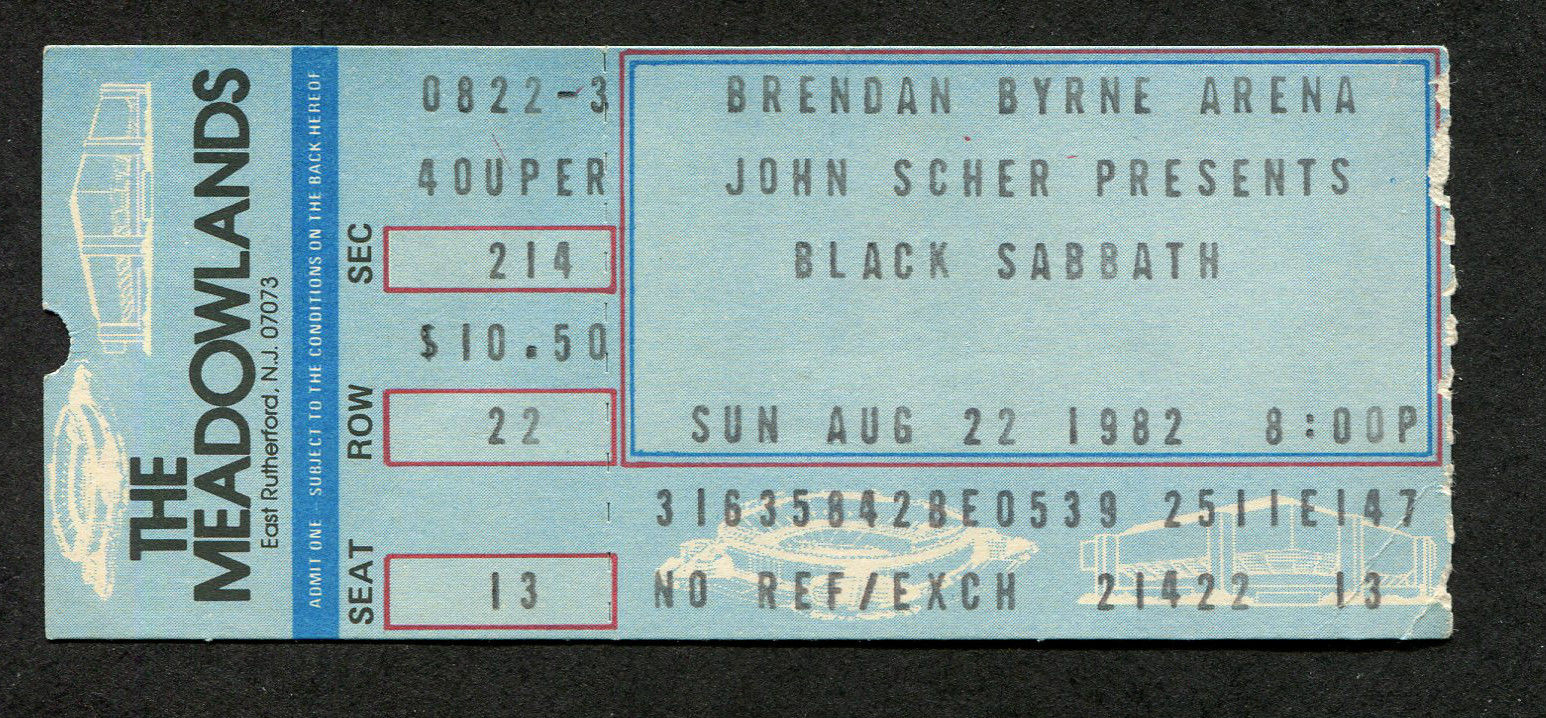 THE
MEADOWLANDS
East Rutherford, N.J. 07073
ADMIT ONE - SUBJECT TO THE CONDITIONS ON THE BACK HEREOF
0822-3
40UPER
SEC 214
$10.50
ROW 22
SEAT 13
BRENDAN BYRNE ARENA
JOHN SCHER PRESENTS
BLACK SABBATH
SUN AUG 22 1982 8:00P
31635842BE0539 2511E147
NO REF/EXCH 21422 13